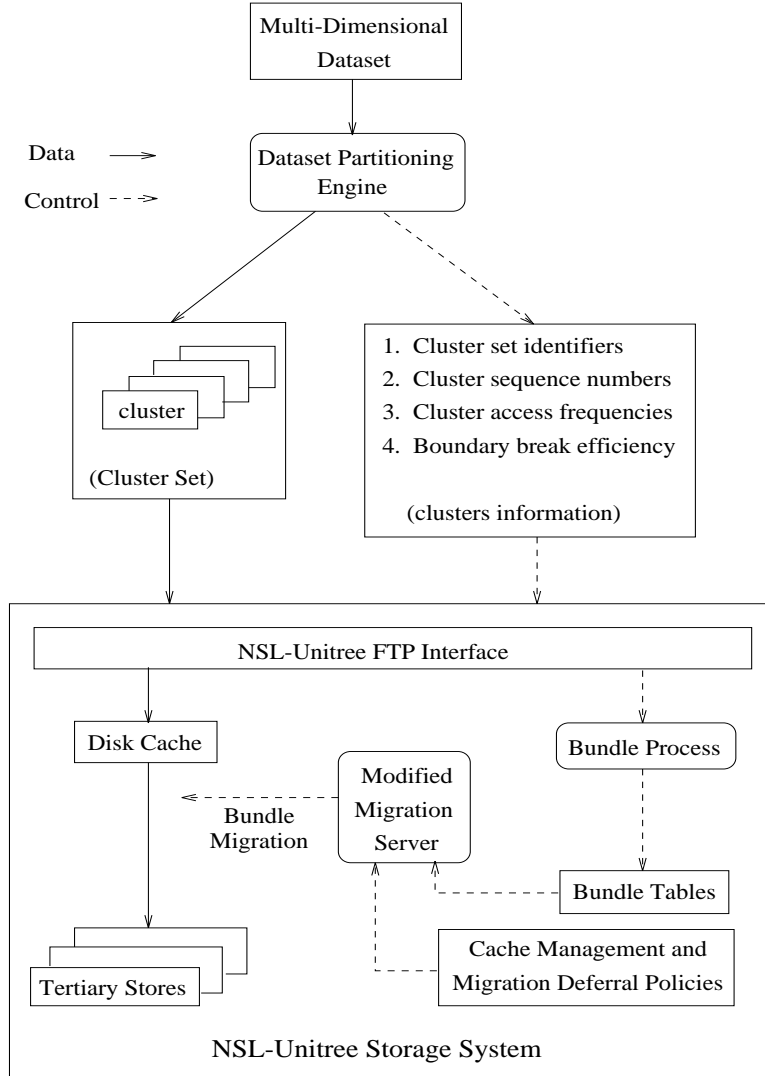 Multi-Dimensional
Dataset
Data
Control
Dataset Partitioning
Engine
cluster
(Cluster Set)
1. Cluster set identifiers
2. Cluster sequence numbers
3. Cluster access frequencies
4. Boundary break efficiency
(clusters information)
NSL-Unitree FTP Interface
Disk Cache
Bundle Process
Modified
Migration
Server
Bundle
Migration
Bundle Tables
Cache Management and
Migration Deferral Policies
Tertiary Stores
NSL-Unitree Storage System